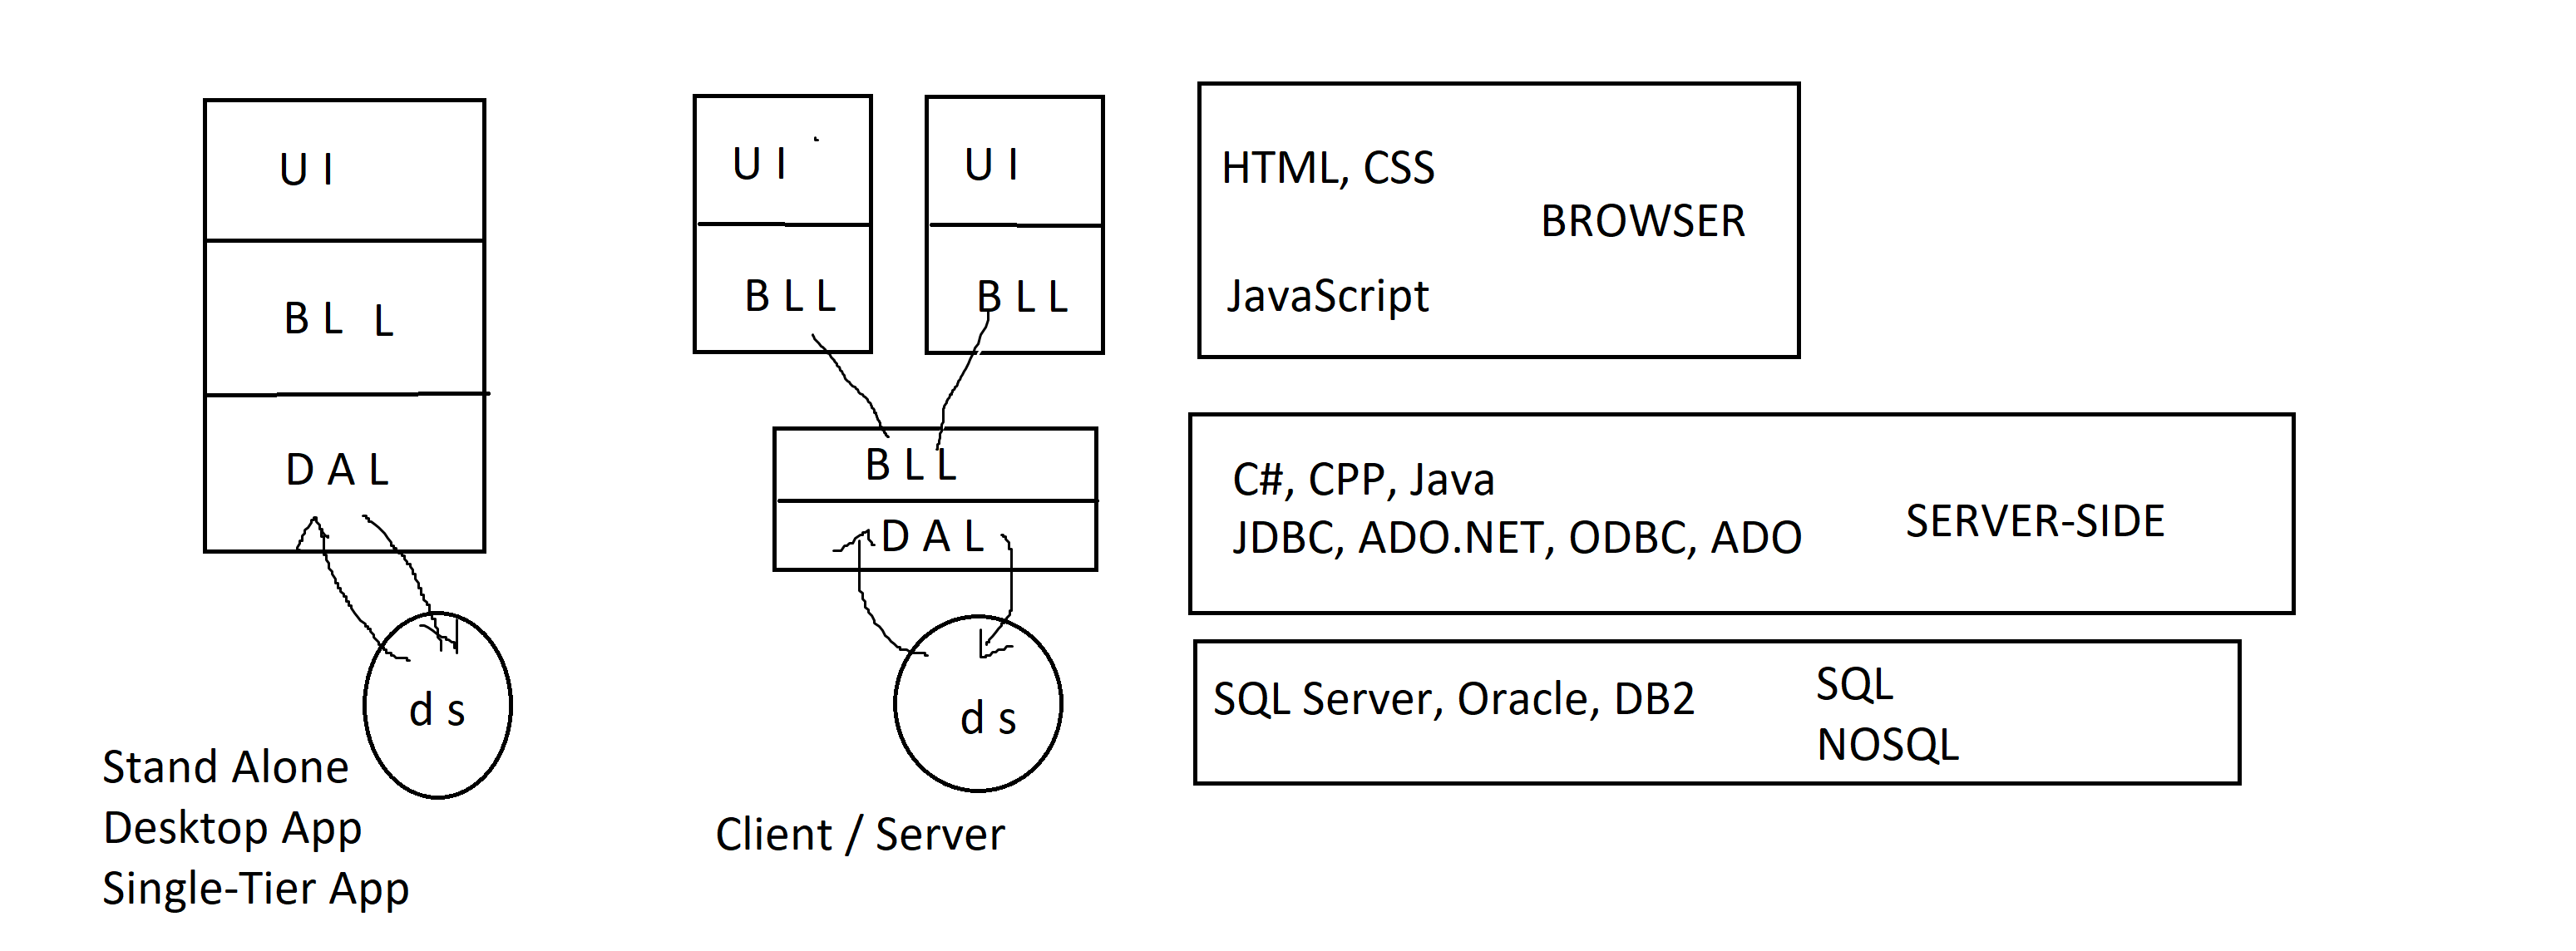 U I
B L L
D A L
d s
Stand Alone
Desktop App
Single-Tier App
U I
B L L
U I
B L L
B L L
D A L
d s
Client / Server
HTML, CSS
BROWSER
JavaScript
C#, CPP, Java
JDBC, ADO.NET, ODBC, ADO
SERVER-SIDE
SQL Server, Oracle, DB2
SQL
NOSQL